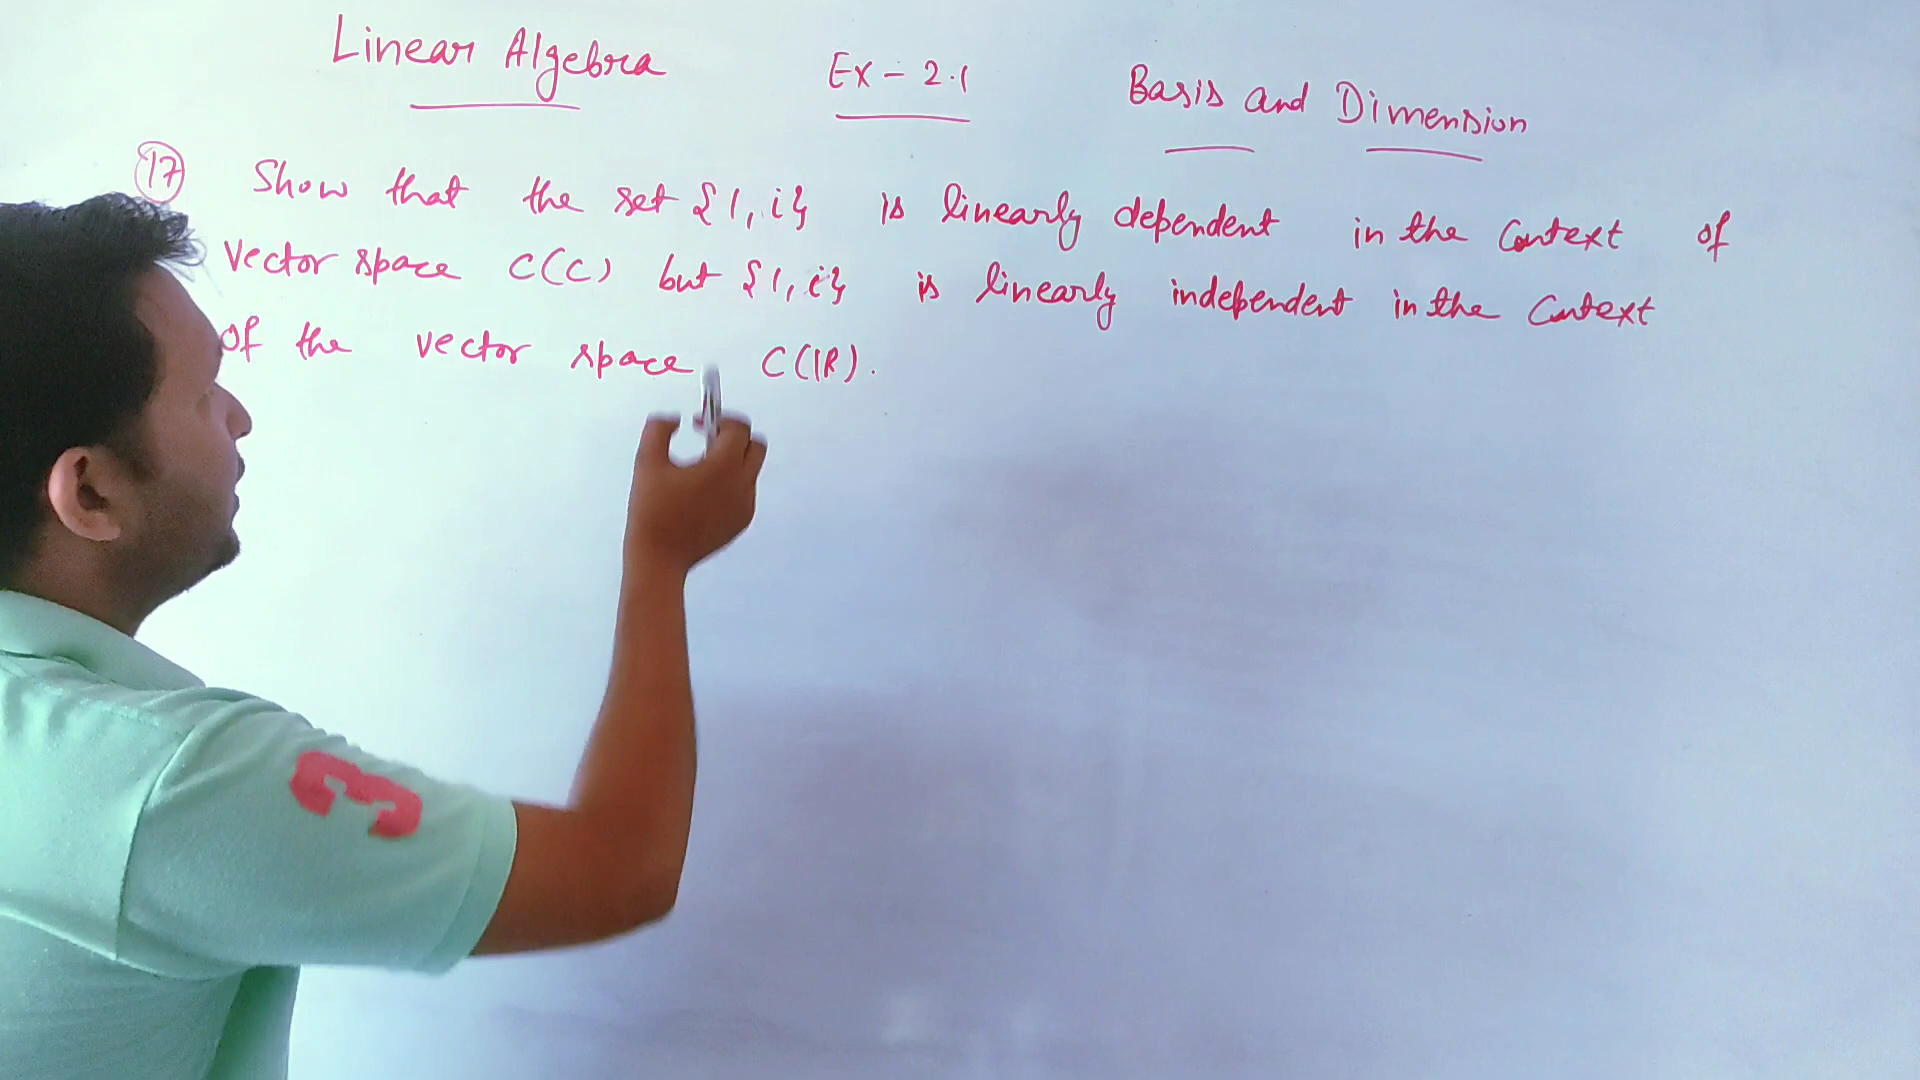 Linear Algebra Ex - 2.1 Basis and Dimension
17 Show that the set {1, i} is linearly dependent in the Context of
Vector space C(C) but {1, i} is linearly independent in the Context
of the vector space C(IR).
3